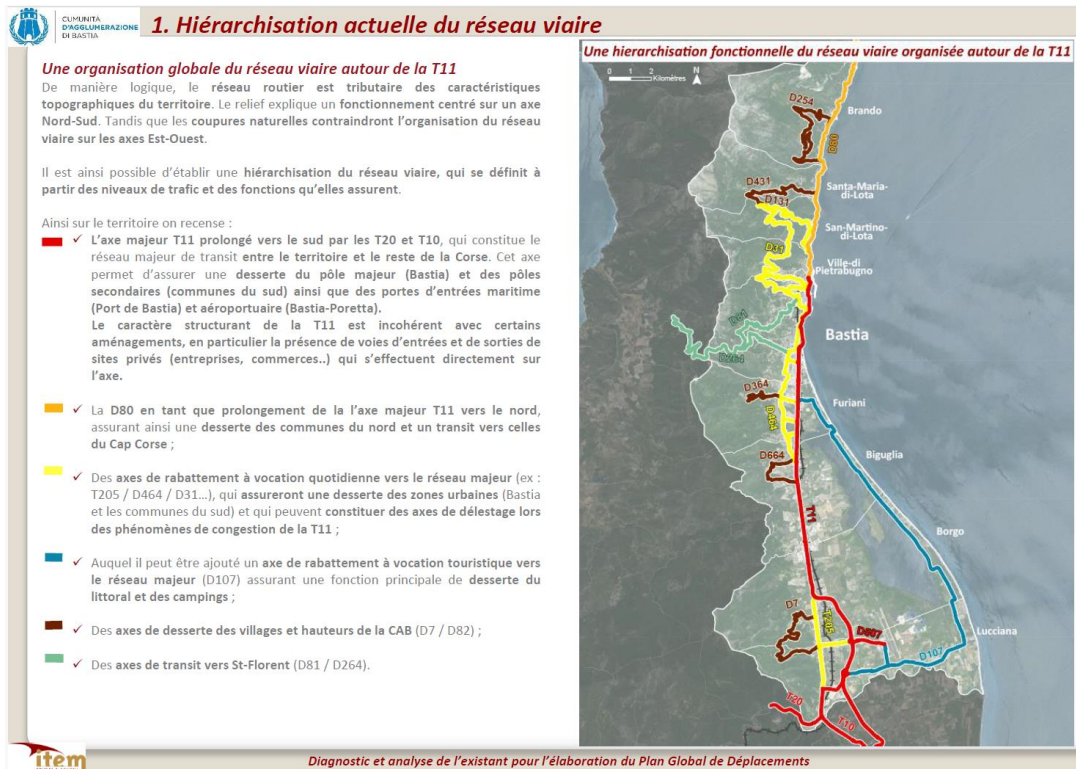 CUMUNITÀ
D'AGGLUMERAZIONE
DI BASTIA
1. Hiérarchisation actuelle du réseau viaire
Une organisation globale du réseau viaire autour de la T11
De manière logique, le réseau routier est tributaire des caractéristiques
topographiques du territoire. Le relief explique un fonctionnement centré sur un axe
Nord-Sud. Tandis que les coupures naturelles contraindront l'organisation du réseau
viaire sur les axes Est-Ouest.
Il est ainsi possible d'établir une hiérarchisation du réseau viaire, qui se définit à
partir des niveaux de trafic et des fonctions qu'elles assurent.
Ainsi sur le territoire on recense :
✓ L'axe majeur T11 prolongé vers le sud par les T20 et T10, qui constitue le
réseau majeur de transit entre le territoire et le reste de la Corse. Cet axe
permet d'assurer une desserte du pôle majeur (Bastia) et des pôles
secondaires (communes du sud) ainsi que des portes d'entrées maritime
(Port de Bastia) et aéroportuaire (Bastia-Poretta).
Le caractère structurant de la T11 est incohérent avec certains
aménagements, en particulier la présence de voies d'entrées et de sorties de
sites privés (entreprises, commerces..) qui s'effectuent directement sur
l'axe.
✓ La D80 en tant que prolongement de la l'axe majeur T11 vers le nord,
assurant ainsi une desserte des communes du nord et un transit vers celles
du Cap Corse ;
✓ Des axes de rabattement à vocation quotidienne vers le réseau majeur (ex :
T205 / D464 / D31...), qui assureront une desserte des zones urbaines (Bastia
et les communes du sud) et qui peuvent constituer des axes de délestage lors
des phénomènes de congestion de la T11 ;
✓ Auquel il peut être ajouté un axe de rabattement à vocation touristique vers
le réseau majeur (D107) assurant une fonction principale de desserte du
littoral et des campings ;
✓ Des axes de desserte des villages et hauteurs de la CAB (D7 / D82) ;
✓ Des axes de transit vers St-Florent (D81 / D264).
Une hierarchisation fonctionnelle du réseau viaire organisée autour de la T11
0 1 2
Kilomètres
N
D254
Brando
D80
D431
Santa-Maria-
di-Lota
D131
San-Martino-
di-Lota
D31
Ville-di
Pietrabugno
D81
Bastia
D264
D364
Furiani
D464
Biguglia
D664
T11
Borgo
D7
T205
D507
Lucciana
D107
T20
T10
item
Diagnostic et analyse de l'existant pour l'élaboration du Plan Global de Déplacements